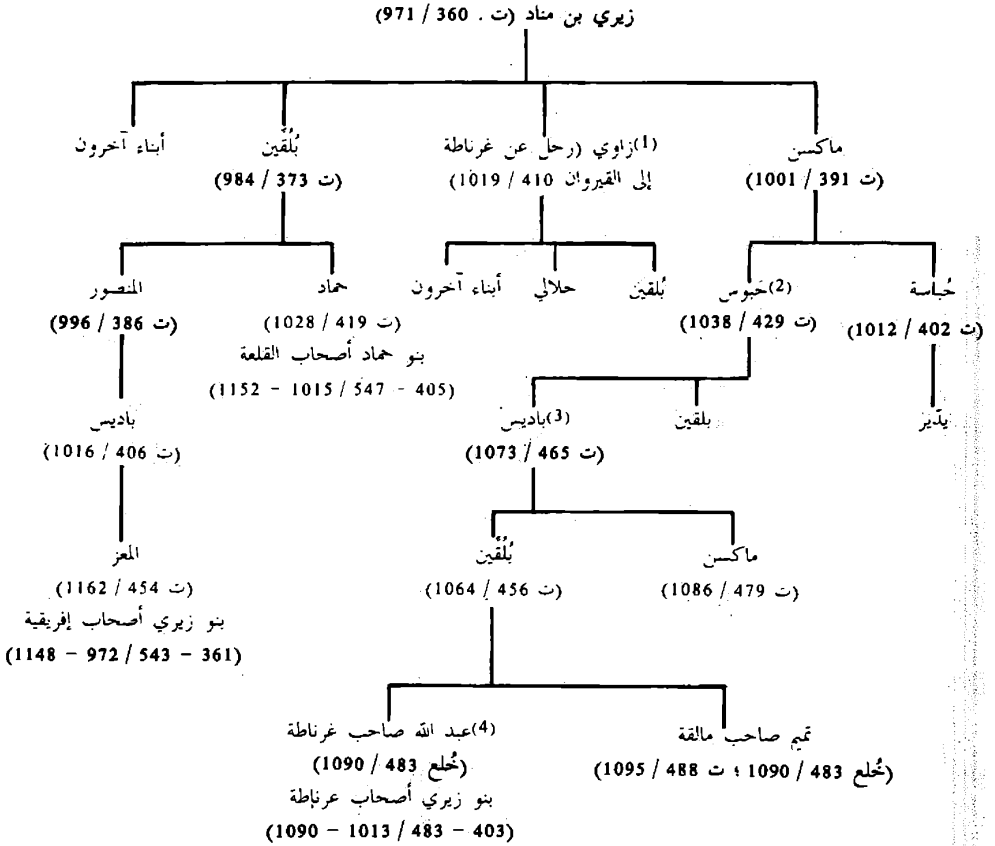 زيري بن مناد (ت . 360 / 971)
ماكسن
(ت 391 / 1001)
(1)زاوي (رحل عن غرناطة
إلى القيروان 410 / 1019)
بُلُقِّين
(ت 373 / 984)
أبناء آخرون
حُباسة
(ت 402 / 1012)
(2)حَبوس
(ت 429 / 1038)
بُلقين
حلالي
أبناء آخرون
حماد
(ت 419 / 1028)
بنو حماد أصحاب القلعة
(405 - 547 / 1015 - 1152)
المنصور
(ت 386 / 996)
يدّير
بلقين
(3)باديس
(ت 465 / 1073)
باديس
(ت 406 / 1016)
ماكسن
(ت 479 / 1086)
بُلُقِّين
(ت 456 / 1064)
المعز
(ت 454 / 1162)
بنو زيري أصحاب إفريقية
(361 - 543 / 972 - 1148)
تميم صاحب مالقة
(خُلع 483 / 1090 ؛ ت 488 / 1095)
(4)عبد الله صاحب غرناطة
(خُلع 483 / 1090)
بنو زيري أصحاب غرناطة
(403 - 483 / 1013 - 1090)